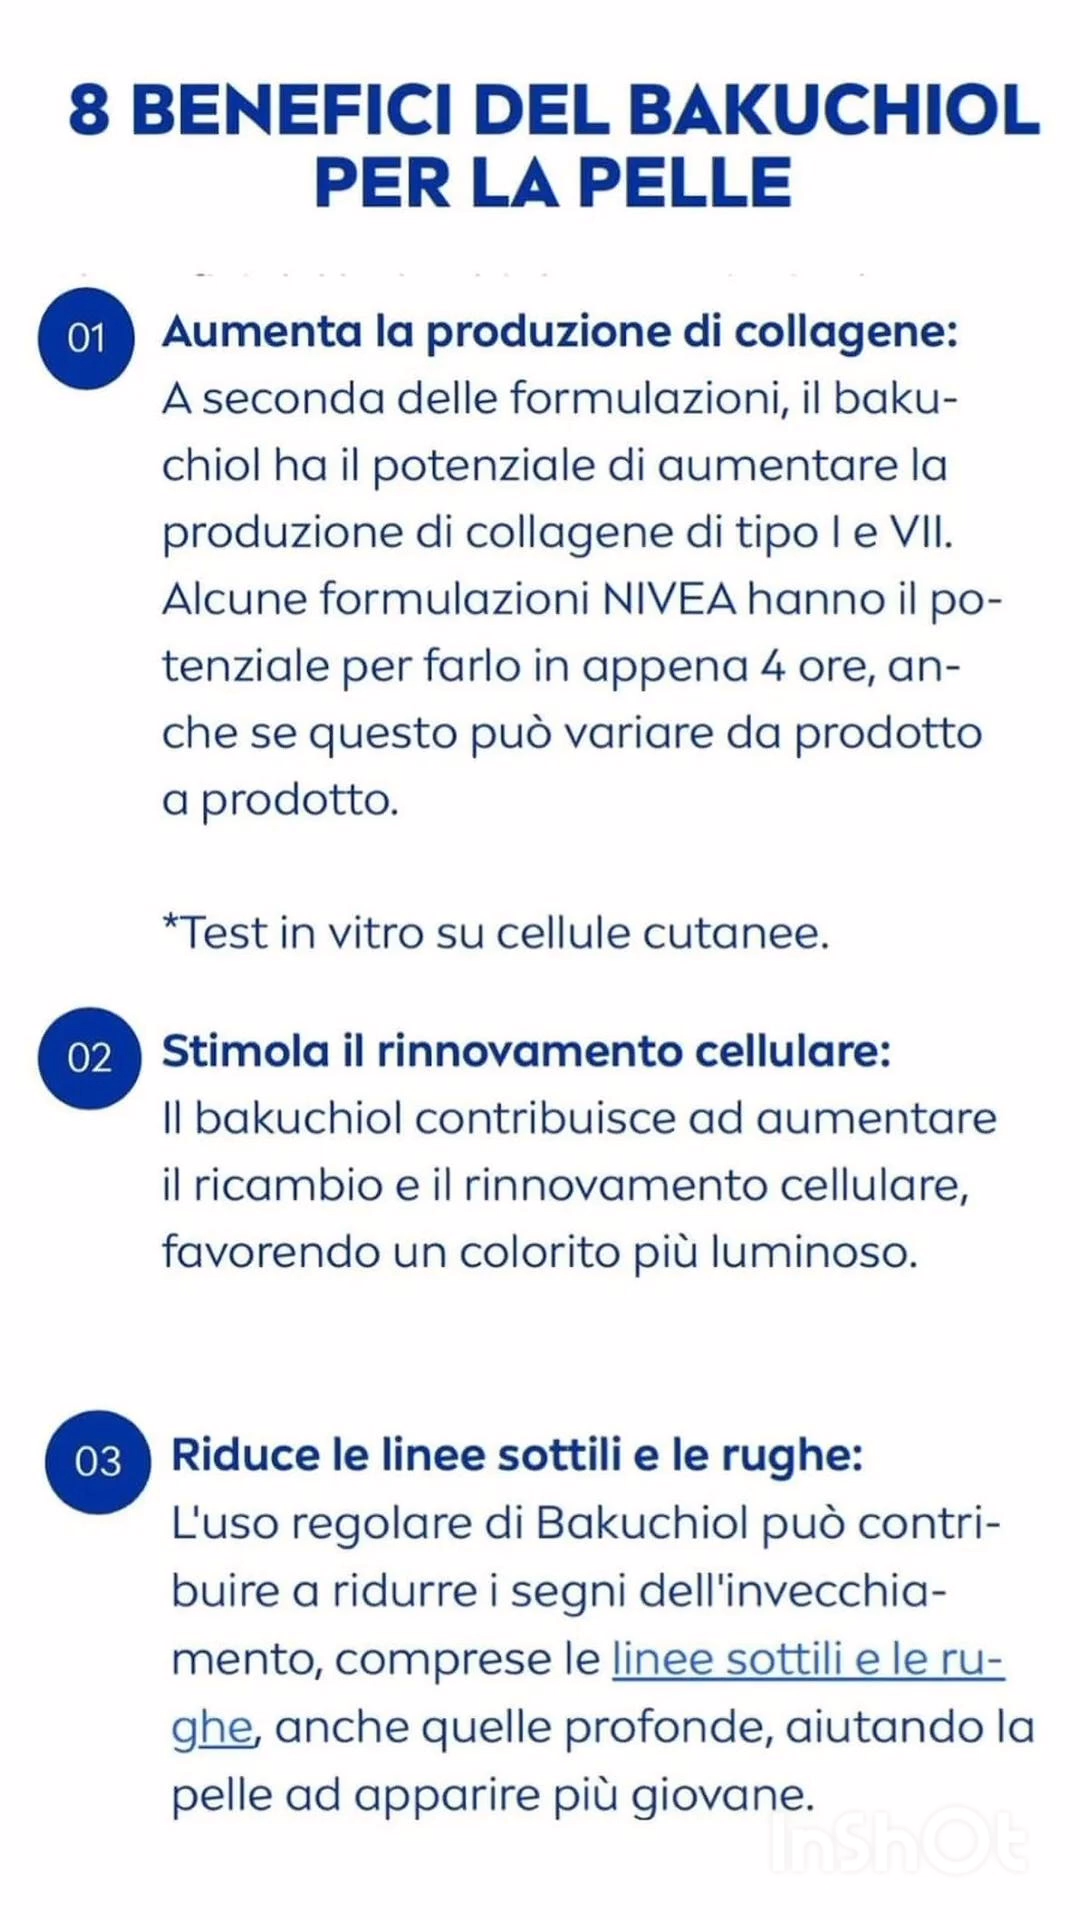 8 BENEFICI DEL BAKUCHIOL
PER LA PELLE
01
Aumenta la produzione di collagene:
A seconda delle formulazioni, il baku-
chiol ha il potenziale di aumentare la
produzione di collagene di tipo I e VII.
Alcune formulazioni NIVEA hanno il po-
tenziale per farlo in appena 4 ore, an-
che se questo può variare da prodotto
a prodotto.
*Test in vitro su cellule cutanee.
02
Stimola il rinnovamento cellulare:
Il bakuchiol contribuisce ad aumentare
il ricambio e il rinnovamento cellulare,
favorendo un colorito più luminoso.
03
Riduce le linee sottili e le rughe:
L'uso regolare di Bakuchiol può contri-
buire a ridurre i segni dell'invecchia-
mento, comprese le linee sottili e le ru-
ghe, anche quelle profonde, aiutando la
pelle ad apparire più giovane.
InShOt